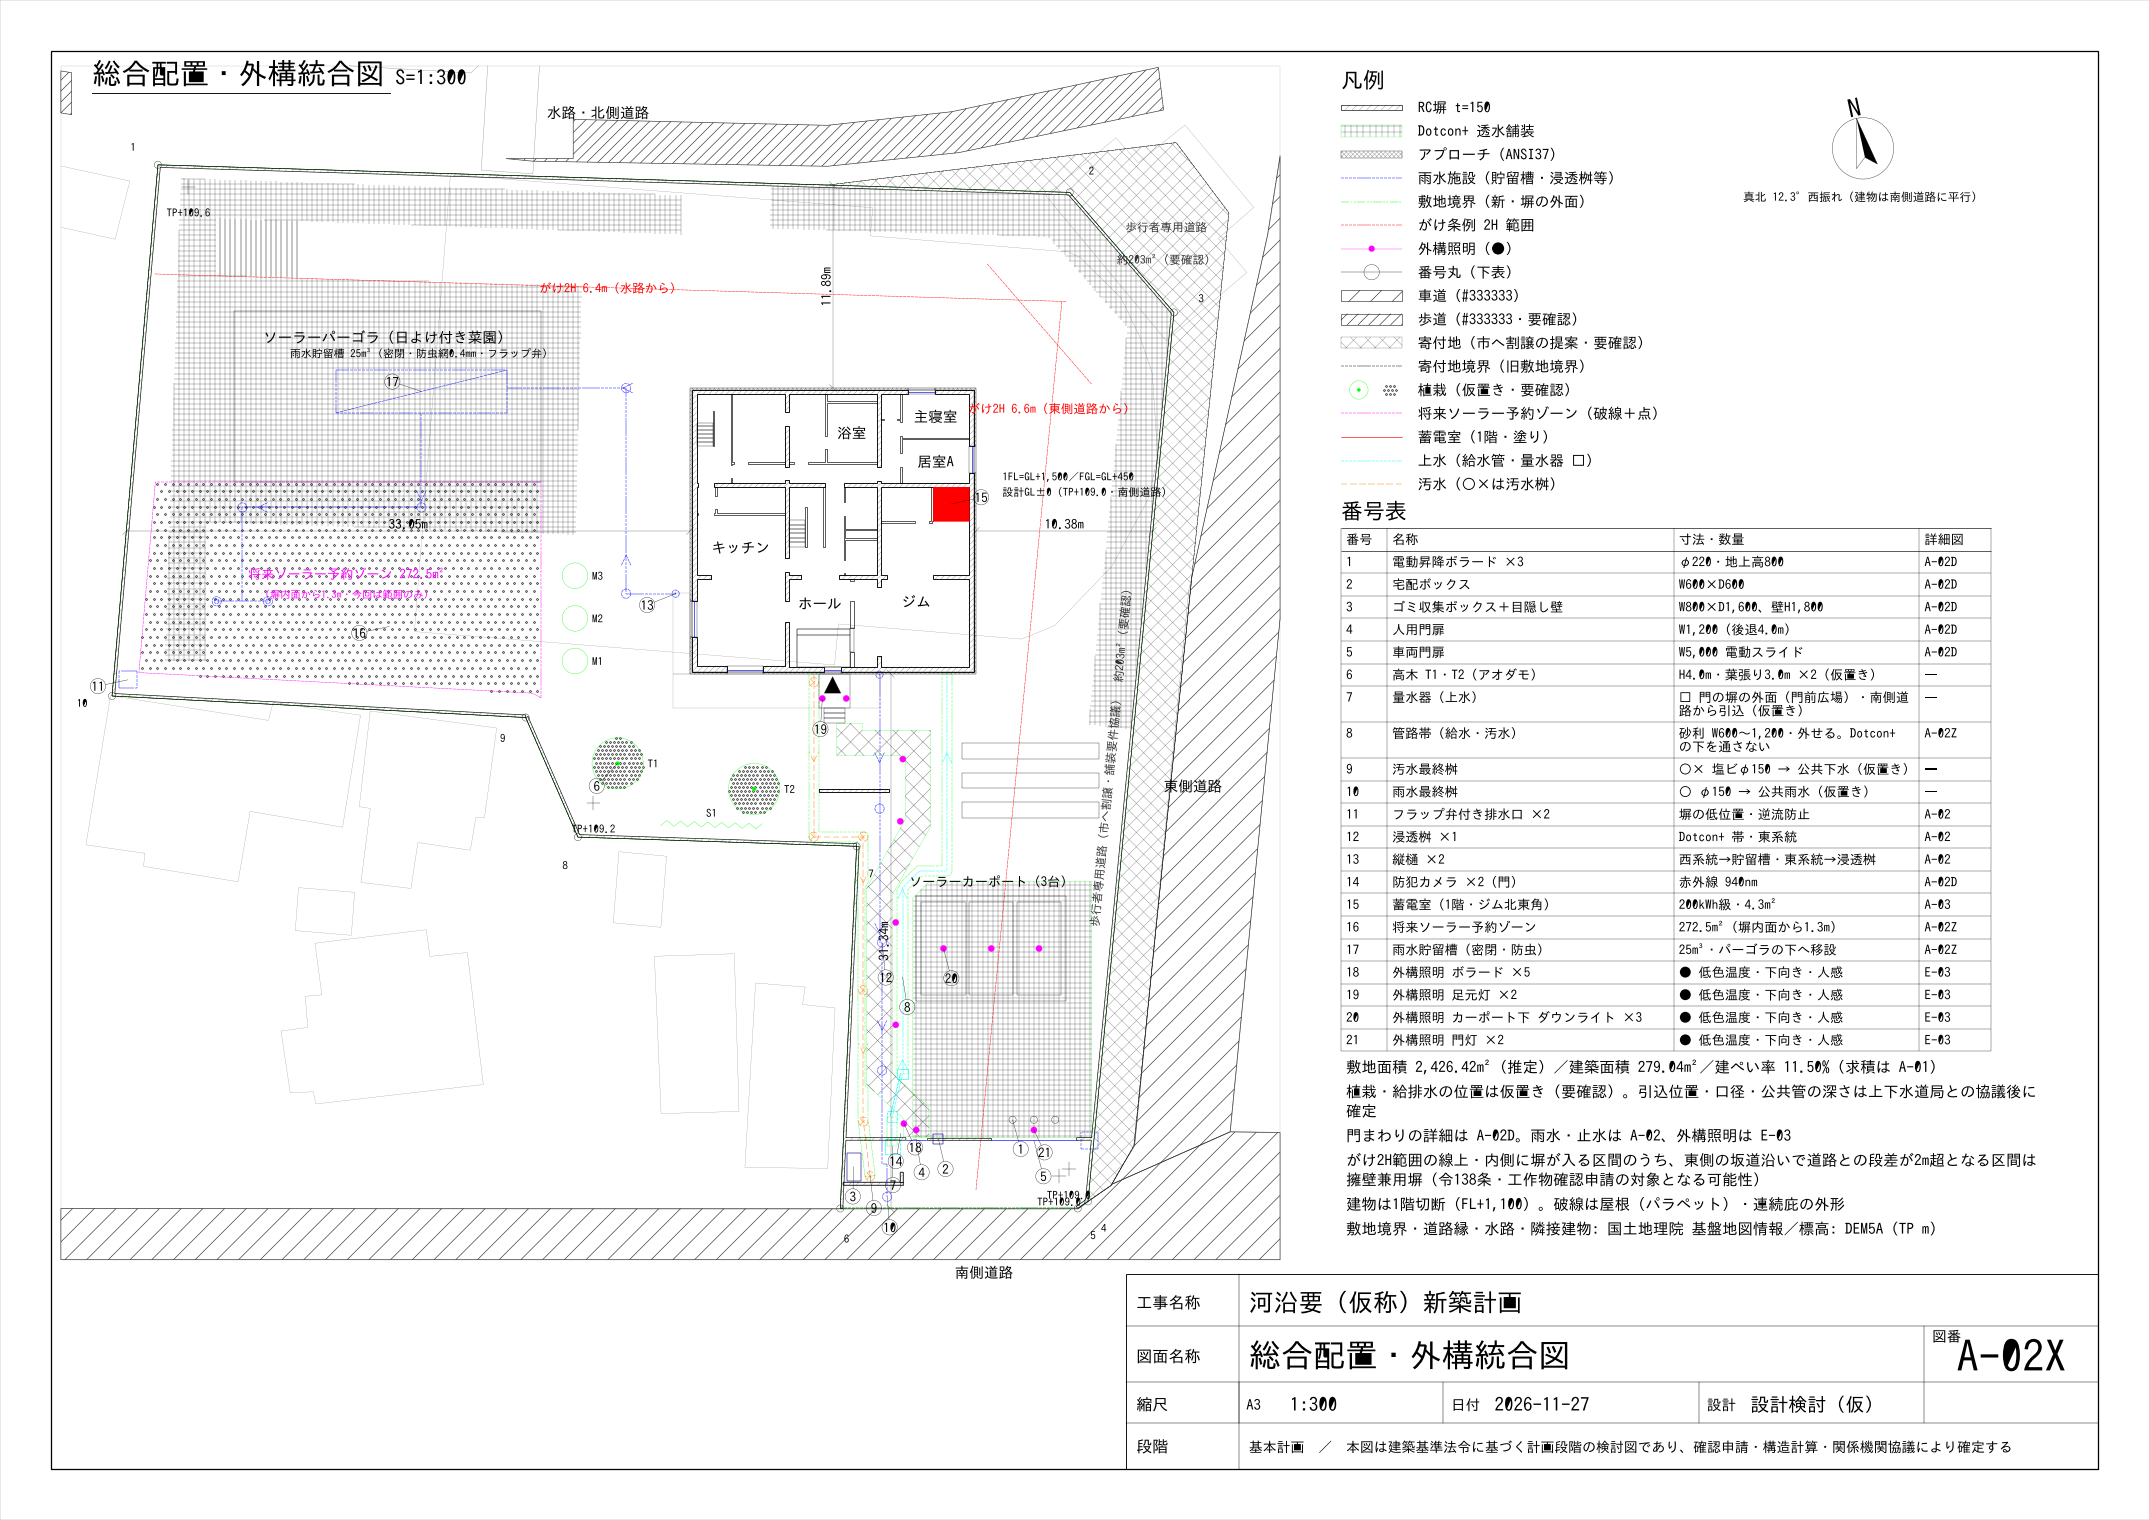 総合配置・外構統合図 S=1:300
水路・北側道路
1
2
3
TP+109.6
歩行者専用道路
約203m²（要確認）
がけ2H 6.4m（水路から）
11.89m
ソーラーパーゴラ（日よけ付き菜園）
雨水貯留槽 25m³（密閉・防虫網0.4mm・フラップ弁）
17
がけ2H 6.6m（東側道路から）
主寝室
浴室
居室A
1FL=GL+1,500／FGL=GL+450
設計GL±0（TP+109.0・南側道路）
15
33.05m
10.38m
キッチン
将来ソーラー予約ゾーン 272.5m²
（塀内面から1.3m・今回は範囲のみ）
M3
M2
M1
13
ホール
ジム
16
11
10
9
19
T1
6
T2
S1
TP+109.2
8
7
東側道路
歩行者専用道路（市へ割譲・舗装要件協議） 約203m²（要確認）
ソーラーカーポート（3台）
31.34m
12
20
8
18
14
4
2
1
21
5
3
7
9
10
TP+109.0
4
5
6
南側道路
凡例
RC塀 t=150
Dotcon+ 透水舗装
アプローチ（ANSI37）
雨水施設（貯留槽・浸透桝等）
敷地境界（新・塀の外面）
がけ条例 2H 範囲
外構照明（●）
番号丸（下表）
車道（#333333）
歩道（#333333・要確認）
寄付地（市へ割譲の提案・要確認）
寄付地境界（旧敷地境界）
植栽（仮置き・要確認）
将来ソーラー予約ゾーン（破線＋点）
蓄電室（1階・塗り）
上水（給水管・量水器 □）
汚水（○×は汚水桝）
N
真北 12.3° 西振れ（建物は南側道路に平行）
番号表
番号 名称 寸法・数量 詳細図
1 電動昇降ボラード ×3 φ220・地上高800 A-02D
2 宅配ボックス W600×D600 A-02D
3 ゴミ収集ボックス＋目隠し壁 W800×D1,600、壁H1,800 A-02D
4 人用門扉 W1,200（後退4.0m） A-02D
5 車両門扉 W5,000 電動スライド A-02D
6 高木 T1・T2（アオダモ） H4.0m・葉張り3.0m ×2（仮置き） —
7 量水器（上水） □ 門の塀の外面（門前広場）・南側道
路から引込（仮置き） —
8 管路帯（給水・汚水） 砂利 W600〜1,200・外せる。Dotcon+
の下を通さない A-02Z
9 汚水最終桝 ○× 塩ビφ150 → 公共下水（仮置き） —
10 雨水最終桝 ○ φ150 → 公共雨水（仮置き） —
11 フラップ弁付き排水口 ×2 塀の低位置・逆流防止 A-02
12 浸透桝 ×1 Dotcon+ 帯・東系統 A-02
13 縦樋 ×2 西系統→貯留槽・東系統→浸透桝 A-02
14 防犯カメラ ×2（門） 赤外線 940nm A-02D
15 蓄電室（1階・ジム北東角） 200kWh級・4.3m² A-03
16 将来ソーラー予約ゾーン 272.5m²（塀内面から1.3m） A-02Z
17 雨水貯留槽（密閉・防虫） 25m³・パーゴラの下へ移設 A-02Z
18 外構照明 ボラード ×5 ● 低色温度・下向き・人感 E-03
19 外構照明 足元灯 ×2 ● 低色温度・下向き・人感 E-03
20 外構照明 カーポート下 ダウンライト ×3 ● 低色温度・下向き・人感 E-03
21 外構照明 門灯 ×2 ● 低色温度・下向き・人感 E-03
敷地面積 2,426.42m²（推定）／建築面積 279.04m²／建ぺい率 11.50%（求積は A-01）
植栽・給排水の位置は仮置き（要確認）。引込位置・口径・公共管の深さは上下水道局との協議後に
確定
門まわりの詳細は A-02D。雨水・止水は A-02、外構照明は E-03
がけ2H範囲の線上・内側に塀が入る区間のうち、東側の坂道沿いで道路との段差が2m超となる区間は
擁壁兼用塀（令138条・工作物確認申請の対象となる可能性）
建物は1階切断（FL+1,100）。破線は屋根（パラペット）・連続庇の外形
敷地境界・道路縁・水路・隣接建物: 国土地理院 基盤地図情報／標高: DEM5A（TP m）
工事名称 河沿要（仮称）新築計画
図面名称 総合配置・外構統合図 図番 A-02X
縮尺 A3 1:300 日付 2026-11-27 設計 設計検討（仮）
段階 基本計画 ／ 本図は建築基準法令に基づく計画段階の検討図であり、確認申請・構造計算・関係機関協議により確定する